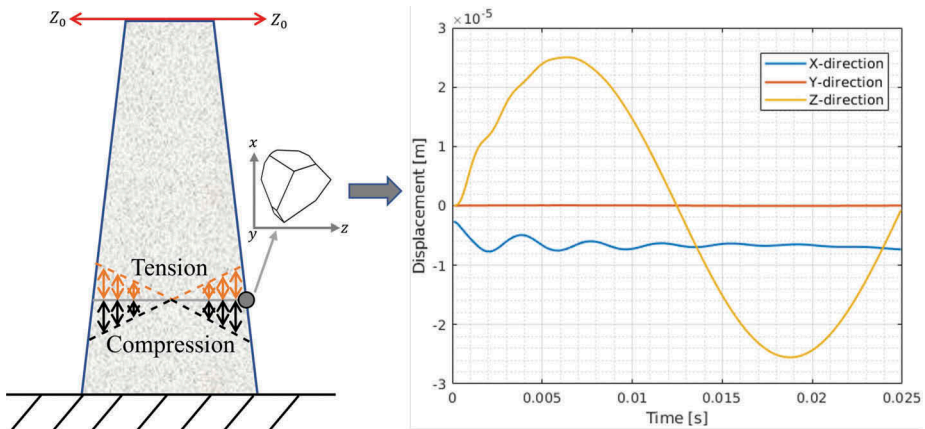 Z₀
Z₀
x
y
z
Tension
Compression
×10⁻⁵
3
2
1
0
-1
-2
-3
Displacement [m]
X-direction
Y-direction
Z-direction
0
0.005
0.01
0.015
0.02
0.025
Time [s]